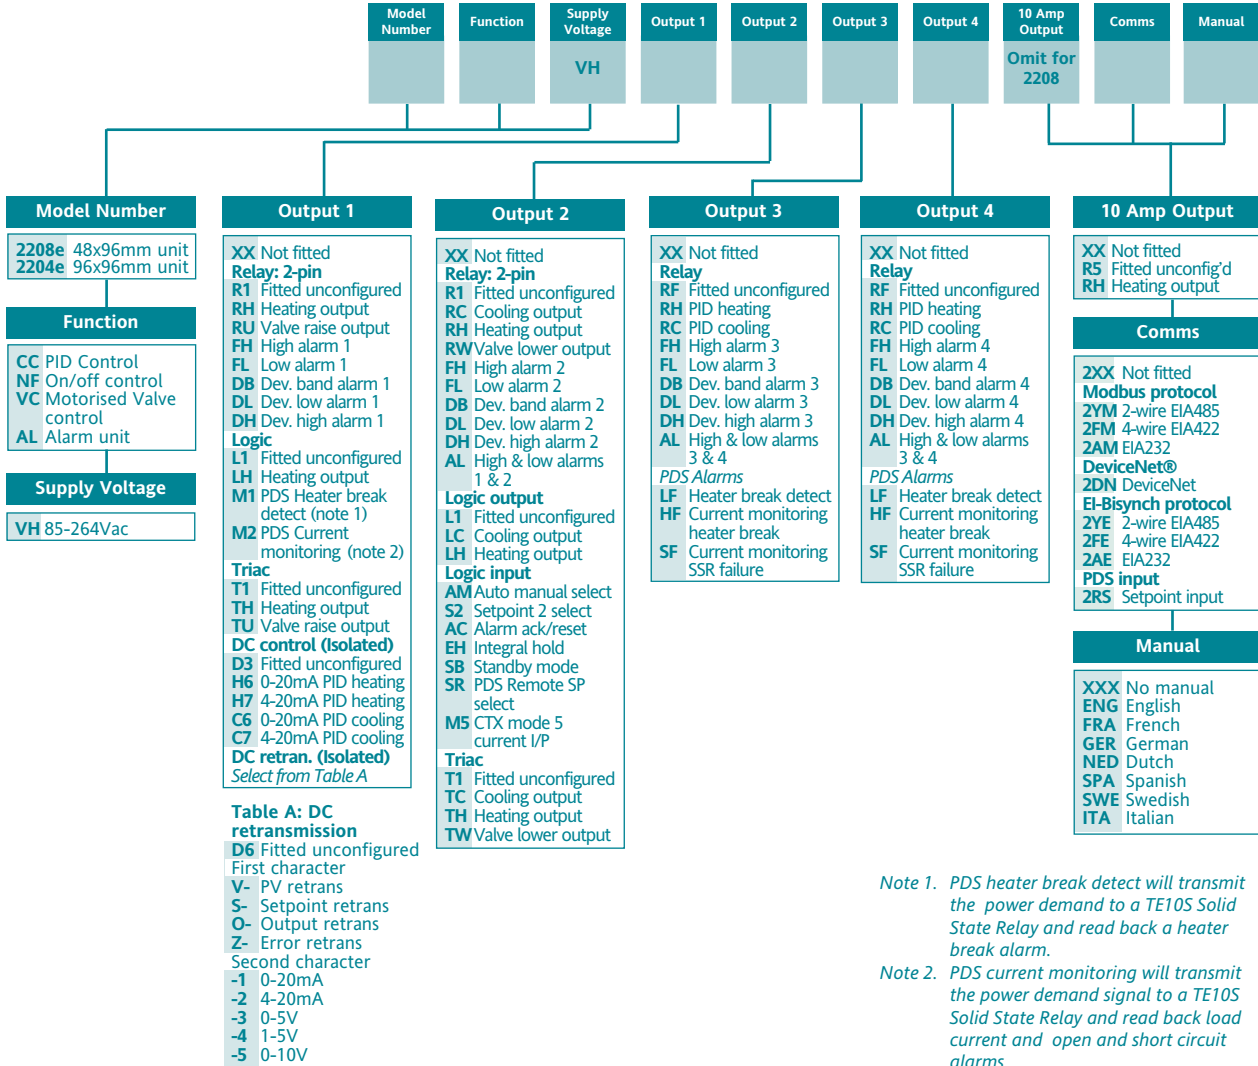 Model Number
Function
Supply Voltage
Output 1
Output 2
Output 3
Output 4
10 Amp Output
Comms
Manual
VH
Omit for 2208
Model Number
2208e 48x96mm unit
2204e 96x96mm unit
Function
CC PID Control
NF On/off control
VC Motorised Valve
control
AL Alarm unit
Supply Voltage
VH 85-264Vac
Output 1
XX Not fitted
Relay: 2-pin
R1 Fitted unconfigured
RH Heating output
RU Valve raise output
FH High alarm 1
FL Low alarm 1
DB Dev. band alarm 1
DL Dev. low alarm 1
DH Dev. high alarm 1
Logic
L1 Fitted unconfigured
LH Heating output
M1 PDS Heater break
detect (note 1)
M2 PDS Current
monitoring (note 2)
Triac
T1 Fitted unconfigured
TH Heating output
TU Valve raise output
DC control (Isolated)
D3 Fitted unconfigured
H6 0-20mA PID heating
H7 4-20mA PID heating
C6 0-20mA PID cooling
C7 4-20mA PID cooling
DC retran. (Isolated)
Select from Table A
Table A: DC
retransmission
D6 Fitted unconfigured
First character
V- PV retrans
S- Setpoint retrans
O- Output retrans
Z- Error retrans
Second character
-1 0-20mA
-2 4-20mA
-3 0-5V
-4 1-5V
-5 0-10V
Output 2
XX Not fitted
Relay: 2-pin
R1 Fitted unconfigured
RC Cooling output
RH Heating output
RW Valve lower output
FH High alarm 2
FL Low alarm 2
DB Dev. band alarm 2
DL Dev. low alarm 2
DH Dev. high alarm 2
AL High & low alarms
1 & 2
Logic output
L1 Fitted unconfigured
LC Cooling output
LH Heating output
Logic input
AM Auto manual select
S2 Setpoint 2 select
AC Alarm ack/reset
EH Integral hold
SB Standby mode
SR PDS Remote SP
select
M5 CTX mode 5
current I/P
Triac
T1 Fitted unconfigured
TC Cooling output
TH Heating output
TW Valve lower output
Output 3
XX Not fitted
Relay
RF Fitted unconfigured
RH PID heating
RC PID cooling
FH High alarm 3
FL Low alarm 3
DB Dev. band alarm 3
DL Dev. low alarm 3
DH Dev. high alarm 3
AL High & low alarms
3 & 4
PDS Alarms
LF Heater break detect
HF Current monitoring
heater break
SF Current monitoring
SSR failure
Output 4
XX Not fitted
Relay
RF Fitted unconfigured
RH PID heating
RC PID cooling
FH High alarm 4
FL Low alarm 4
DB Dev. band alarm 4
DL Dev. low alarm 4
DH Dev. high alarm 4
AL High & low alarms
3 & 4
PDS Alarms
LF Heater break detect
HF Current monitoring
heater break
SF Current monitoring
SSR failure
10 Amp Output
XX Not fitted
R5 Fitted unconfig'd
RH Heating output
Comms
2XX Not fitted
Modbus protocol
2YM 2-wire EIA485
2FM 4-wire EIA422
2AM EIA232
DeviceNet®
2DN DeviceNet
EI-Bisynch protocol
2YE 2-wire EIA485
2FE 4-wire EIA422
2AE EIA232
PDS input
2RS Setpoint input
Manual
XXX No manual
ENG English
FRA French
GER German
NED Dutch
SPA Spanish
SWE Swedish
ITA Italian
Note 1. PDS heater break detect will transmit
the power demand to a TE10S Solid
State Relay and read back a heater
break alarm.
Note 2. PDS current monitoring will transmit
the power demand signal to a TE10S
Solid State Relay and read back load
current and open and short circuit
alarms